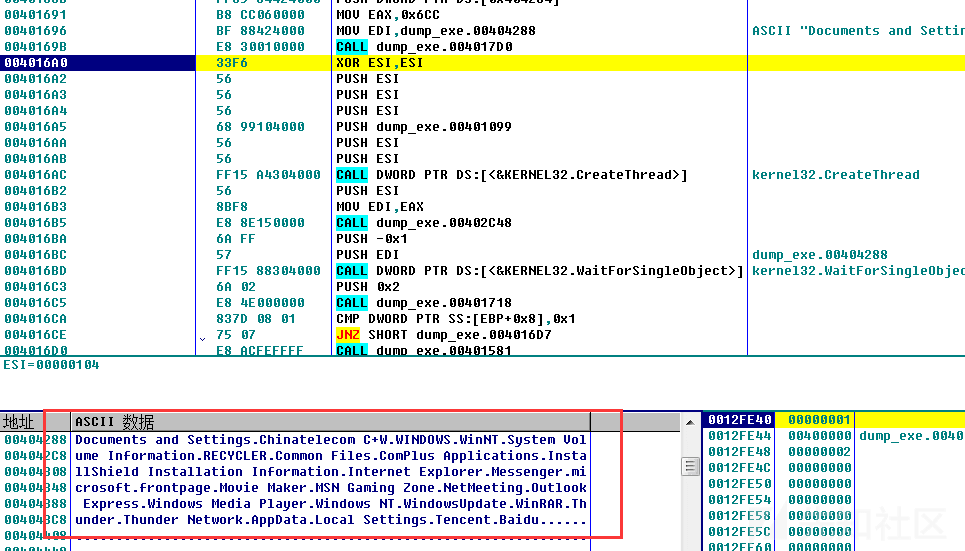 FF35 84424000 PUSH DWORD PTR DS:[0x404284]
00401691 B8 CC060000 MOV EAX,0x6CC
00401696 BF 88424000 MOV EDI,dump_exe.00404288 ASCII "Documents and Settin
0040169B E8 30010000 CALL dump_exe.004017D0
004016A0 33F6 XOR ESI,ESI
004016A2 56 PUSH ESI
004016A3 56 PUSH ESI
004016A4 56 PUSH ESI
004016A5 68 99104000 PUSH dump_exe.00401099
004016AA 56 PUSH ESI
004016AB 56 PUSH ESI
004016AC FF15 A4304000 CALL DWORD PTR DS:[<&KERNEL32.CreateThread>] kernel32.CreateThread
004016B2 56 PUSH ESI
004016B3 8BF8 MOV EDI,EAX
004016B5 E8 8E150000 CALL dump_exe.00402C48
004016BA 6A FF PUSH -0x1
004016BC 57 PUSH EDI dump_exe.00404288
004016BD FF15 88304000 CALL DWORD PTR DS:[<&KERNEL32.WaitForSingleObject>] kernel32.WaitForSingleObjec
004016C3 6A 02 PUSH 0x2
004016C5 E8 4E000000 CALL dump_exe.00401718
004016CA 837D 08 01 CMP DWORD PTR SS:[EBP+0x8],0x1
004016CE 75 07 JNZ SHORT dump_exe.004016D7
004016D0 E8 ACFEFFFF CALL dump_exe.00401581
ESI=00000104
地址 ASCII 数据
00404288 Documents and Settings.Chinatelecom C+W.WINDOWS.WinNT.System Vol
004042C8 ume Information.RECYCLER.Common Files.ComPlus Applications.Insta
00404308 llShield Installation Information.Internet Explorer.Messenger.mi
00404348 crosoft.frontpage.Movie Maker.MSN Gaming Zone.NetMeeting.Outlook
00404388 Express.Windows Media Player.Windows NT.WindowsUpdate.WinRAR.Th
004043C8 under.Thunder Network.AppData.Local Settings.Tencent.Baidu......
00404408 ................................................................
0012FE40 00000001
0012FE44 00400000 dump_exe.0040
0012FE48 00000002
0012FE4C 00000000
0012FE50 00000000
0012FE54 00000000
0012FE58 00000000
0012FE5C 00000000
0012FE60 00000000
社区